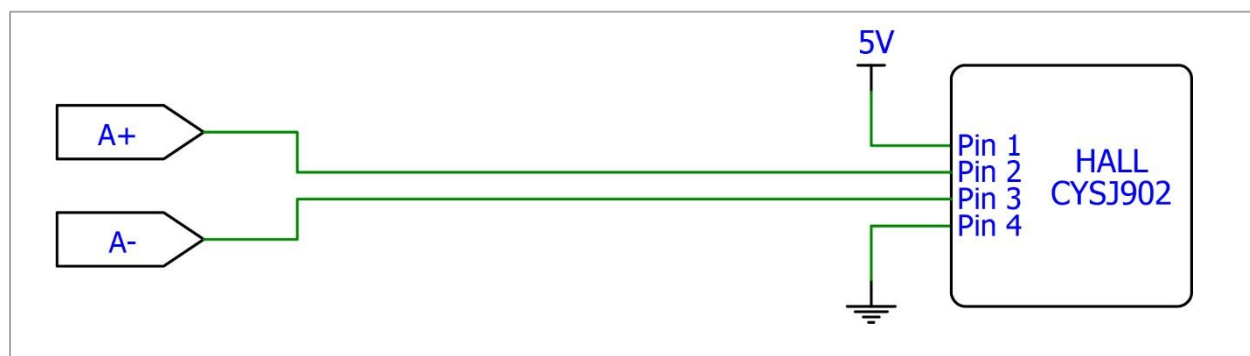 5V
A+
Pin 1
HALL
Pin 2
CYSJ902
Pin 3
A-
Pin 4